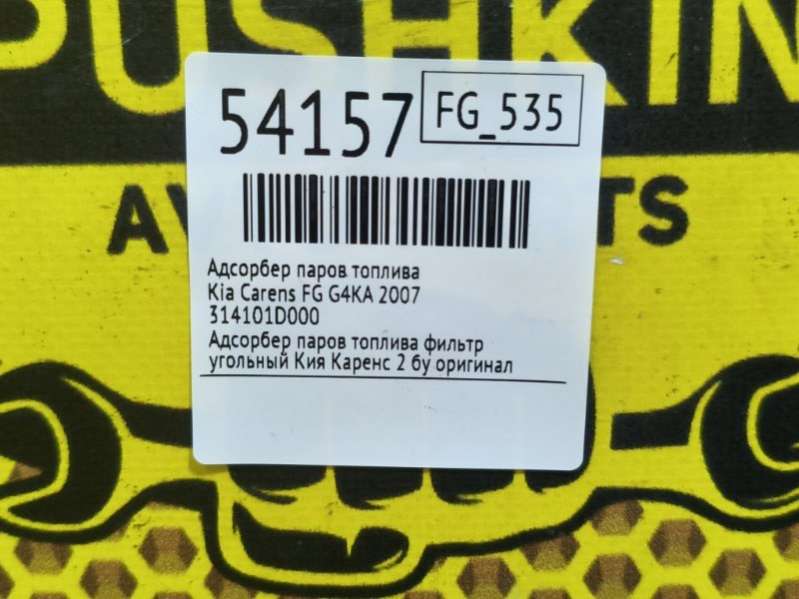 PUSHKIN
54157
FG_535
AV
TS
Адсорбер паров топлива
Kia Carens FG G4KA 2007
314101D000
Адсорбер паров топлива фильтр
угольный Кия Каренс 2 бу оригинал